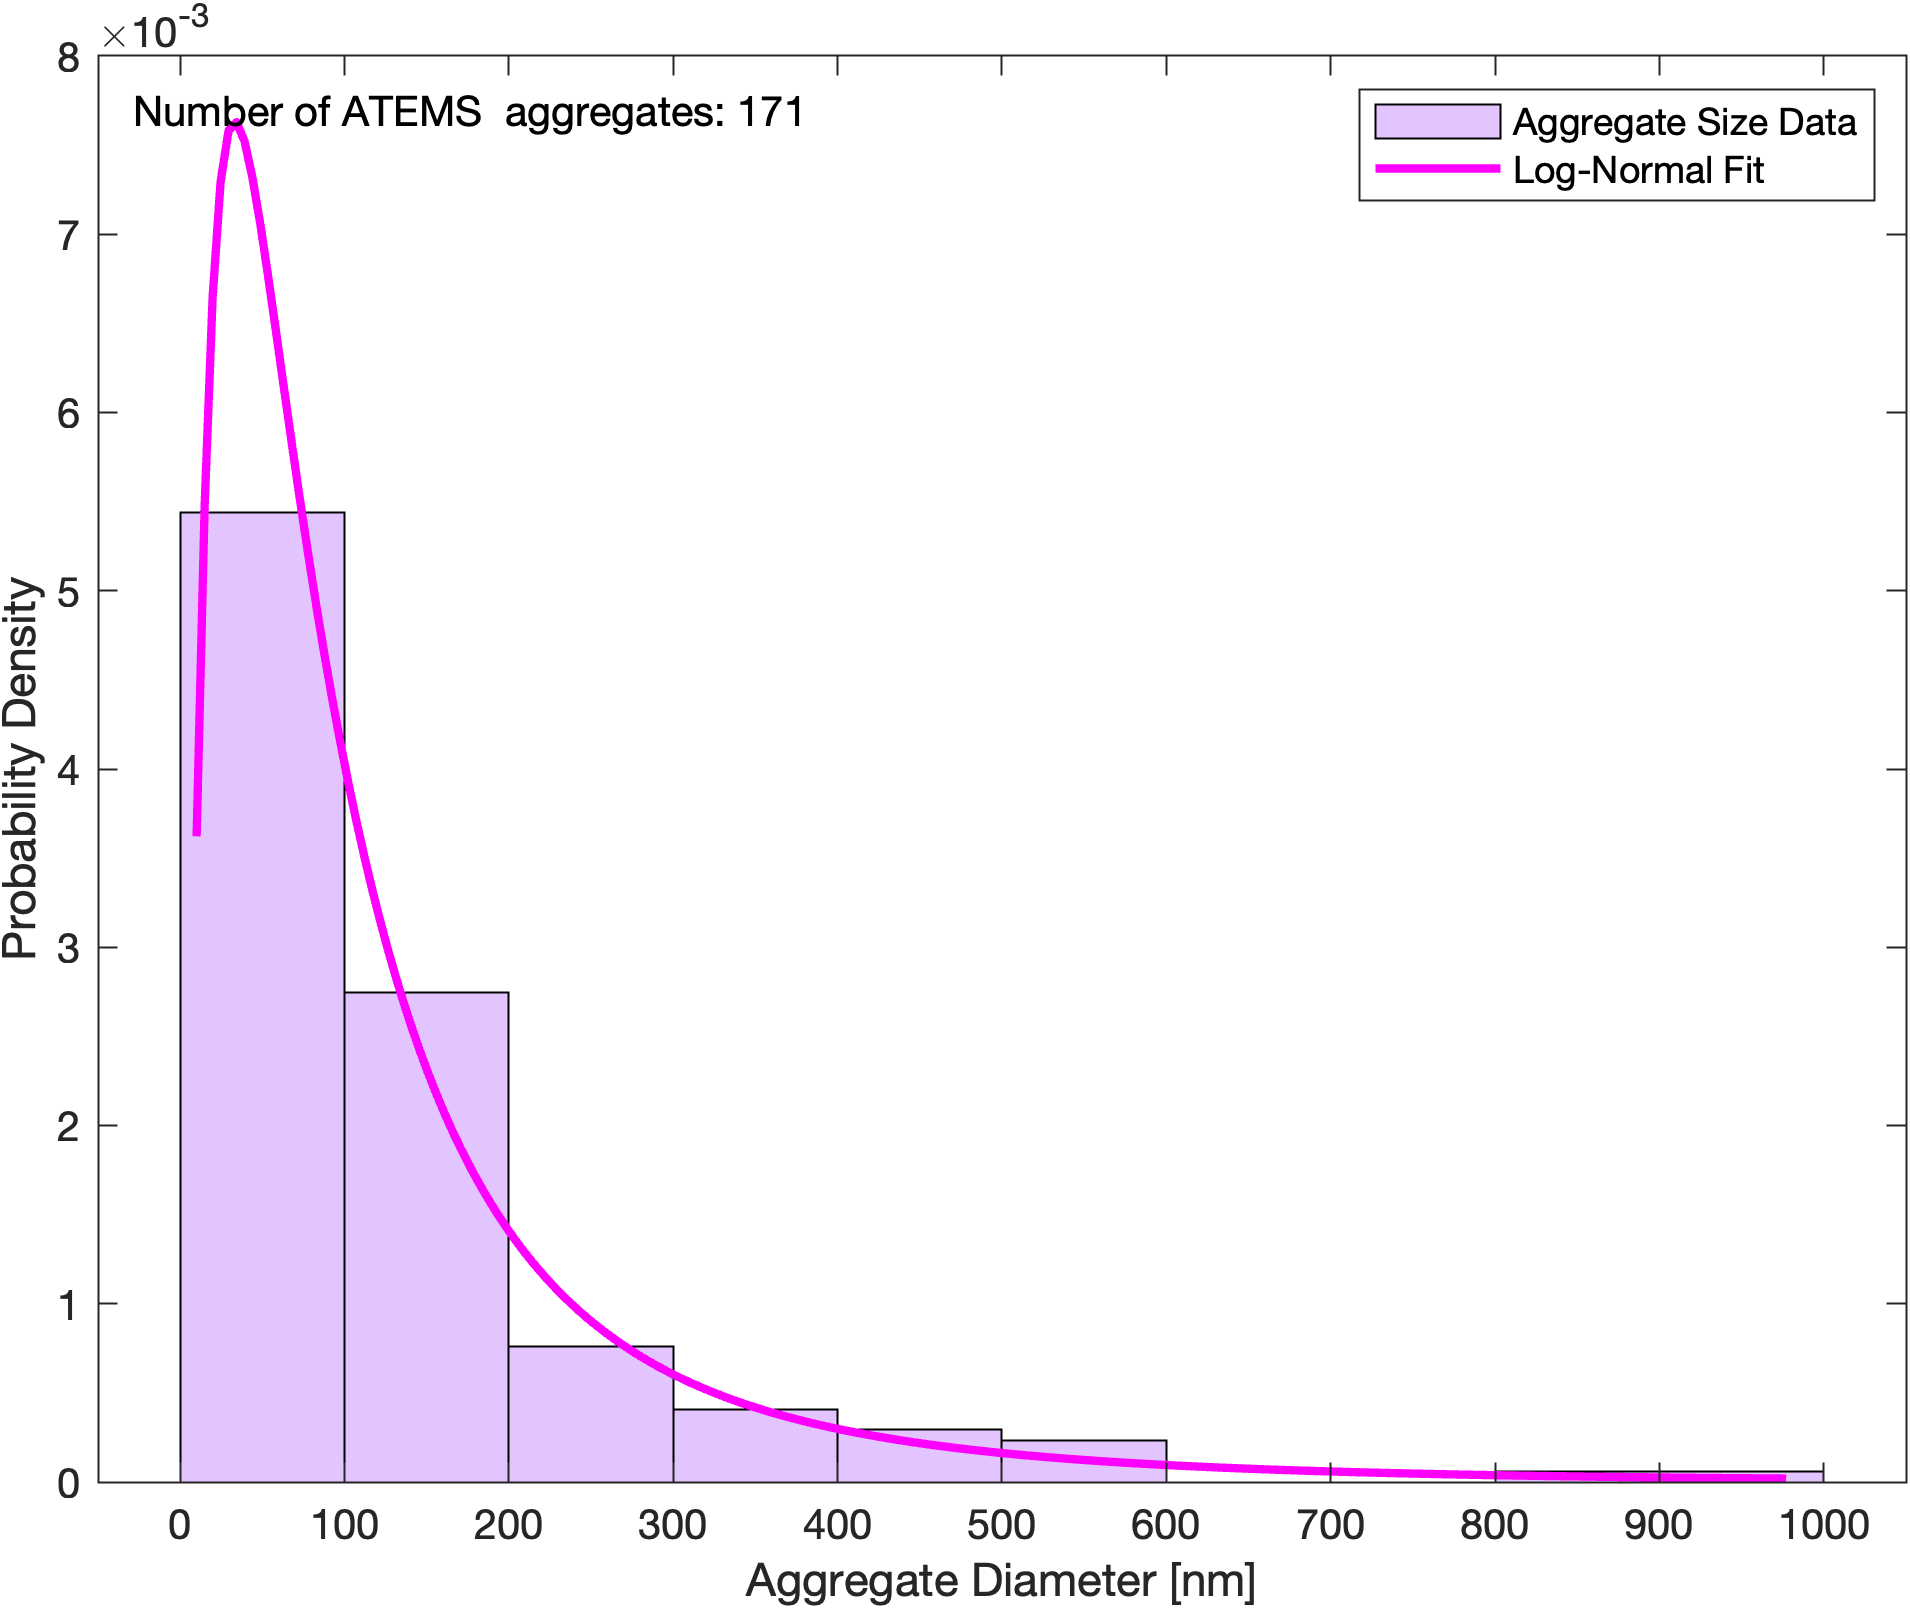 ×10-3
8
Number of ATEMS  aggregates: 171
Aggregate Size Data
Log-Normal Fit
7
6
5
4
3
2
1
0
Probability Density
0 100 200 300 400 500 600 700 800 900 1000
Aggregate Diameter [nm]